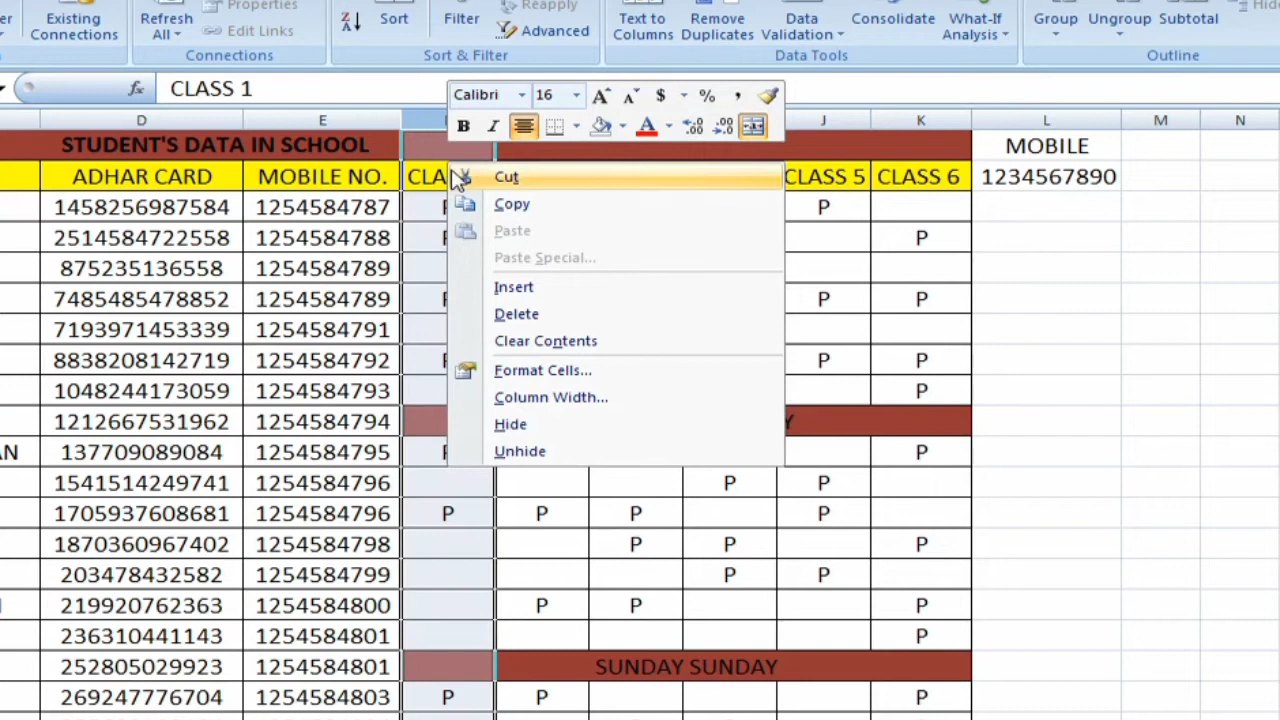 Existing Connections
Refresh All
Properties
Edit Links
Connections
Sort
Filter
Reapply
Advanced
Sort & Filter
Text to Columns
Remove Duplicates
Data Validation
Consolidate
What-If Analysis
Data Tools
Group
Ungroup
Subtotal
Outline
fx CLASS 1
Calibri 16 A A $ % ,
B I A
D E J K L M N
STUDENT'S DATA IN SCHOOL MOBILE
ADHAR CARD MOBILE NO. CLASS 5 CLASS 6 1234567890
1458256987584 1254584787 P
2514584722558 1254584788 P
875235136558 1254584789
7485485478852 1254584789 P P
7193971453339 1254584791
8838208142719 1254584792 P P
1048244173059 1254584793 P
1212667531962 1254584794 Y
AN 137709089084 1254584795 P
1541514249741 1254584796 P P
1705937608681 1254584796 P P P P
1870360967402 1254584798 P P P
203478432582 1254584799 P P
219920762363 1254584800 P P P
236310441143 1254584801 P
252805029923 1254584801 SUNDAY SUNDAY
269247776704 1254584803 P P P
Cut
Copy
Paste
Paste Special...
Insert
Delete
Clear Contents
Format Cells...
Column Width...
Hide
Unhide